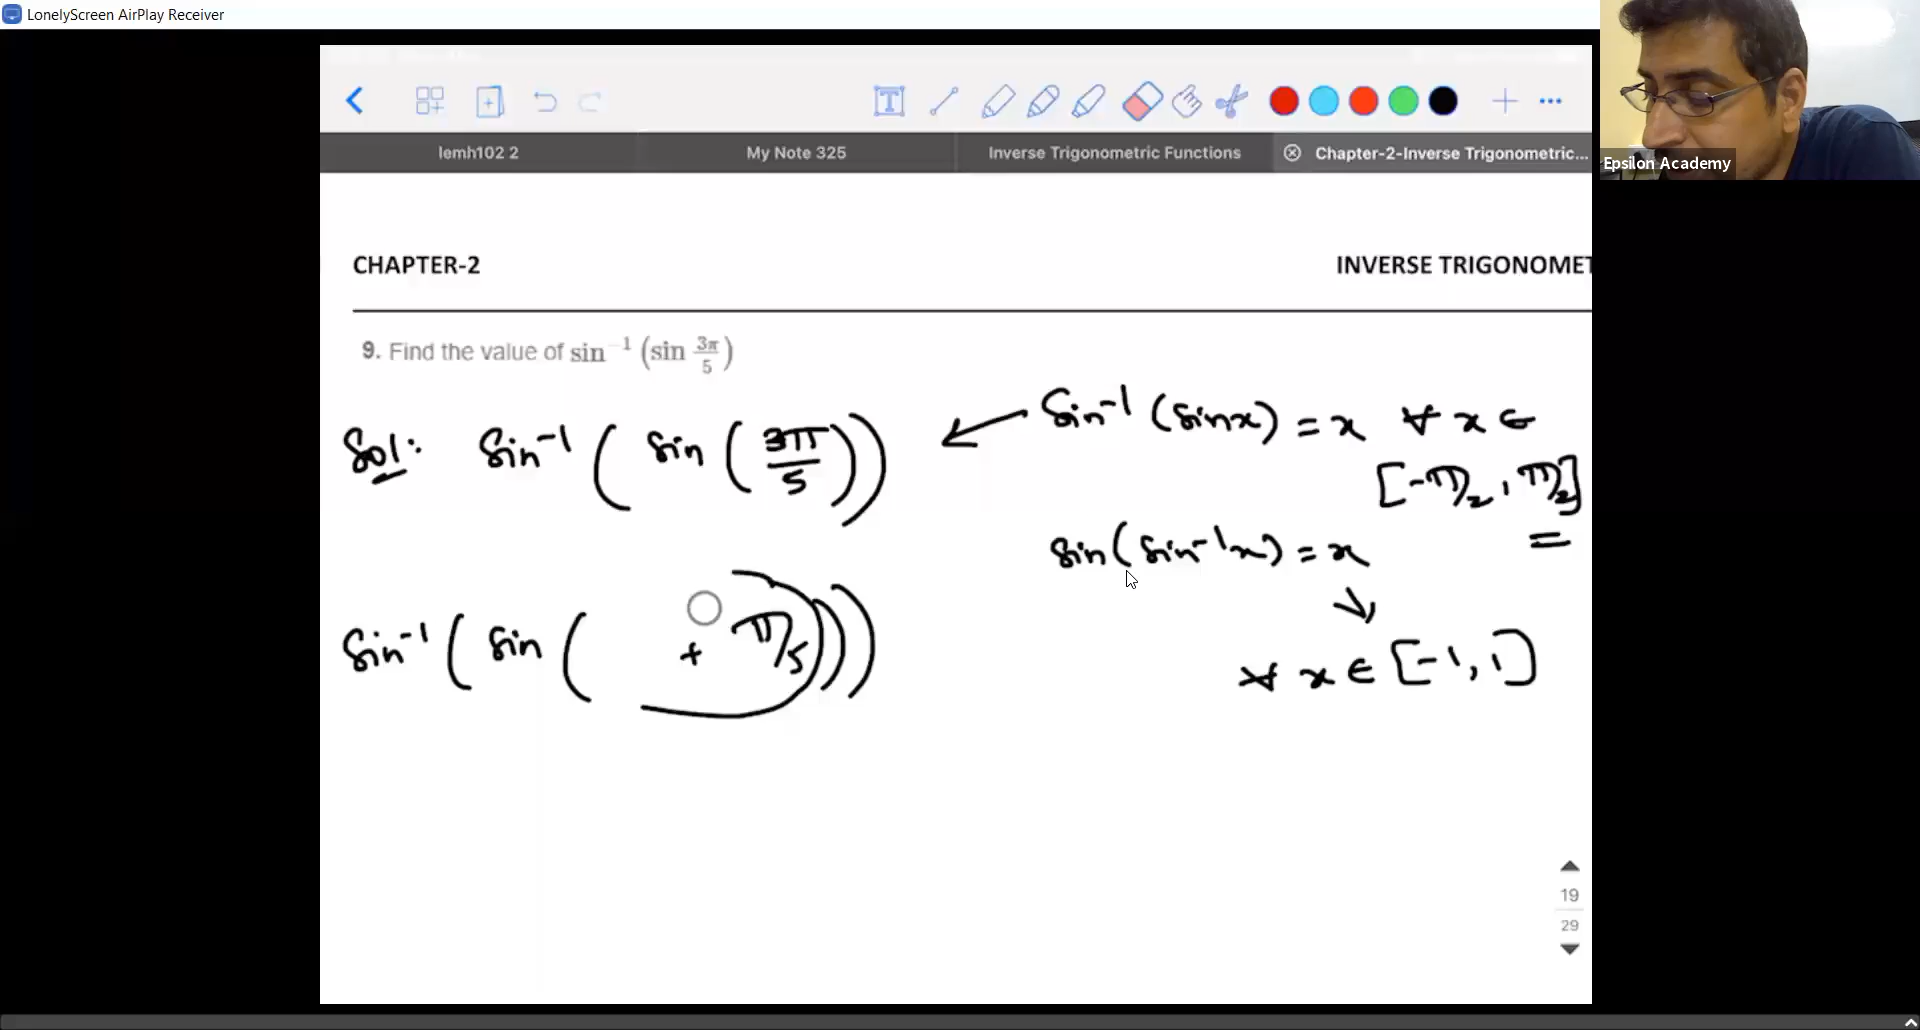 LonelyScreen AirPlay Receiver
Epsilon Academy
lemh102 2
My Note 325
Inverse Trigonometric Functions
Chapter-2-Inverse Trigonometric...
CHAPTER-2
INVERSE TRIGONOMET
9. Find the value of sin⁻¹ (sin 3π/5)
Sol: Sin⁻¹ ( sin ( 3π/5 ) )
Sin⁻¹ (sinx) = x ∀ x ∈
[-π/2, π/2]
=
sin(sin⁻¹x) = x
sin⁻¹ ( sin ( + π/5 ) ) )
∀ x ∈ [-1, 1]
19
29